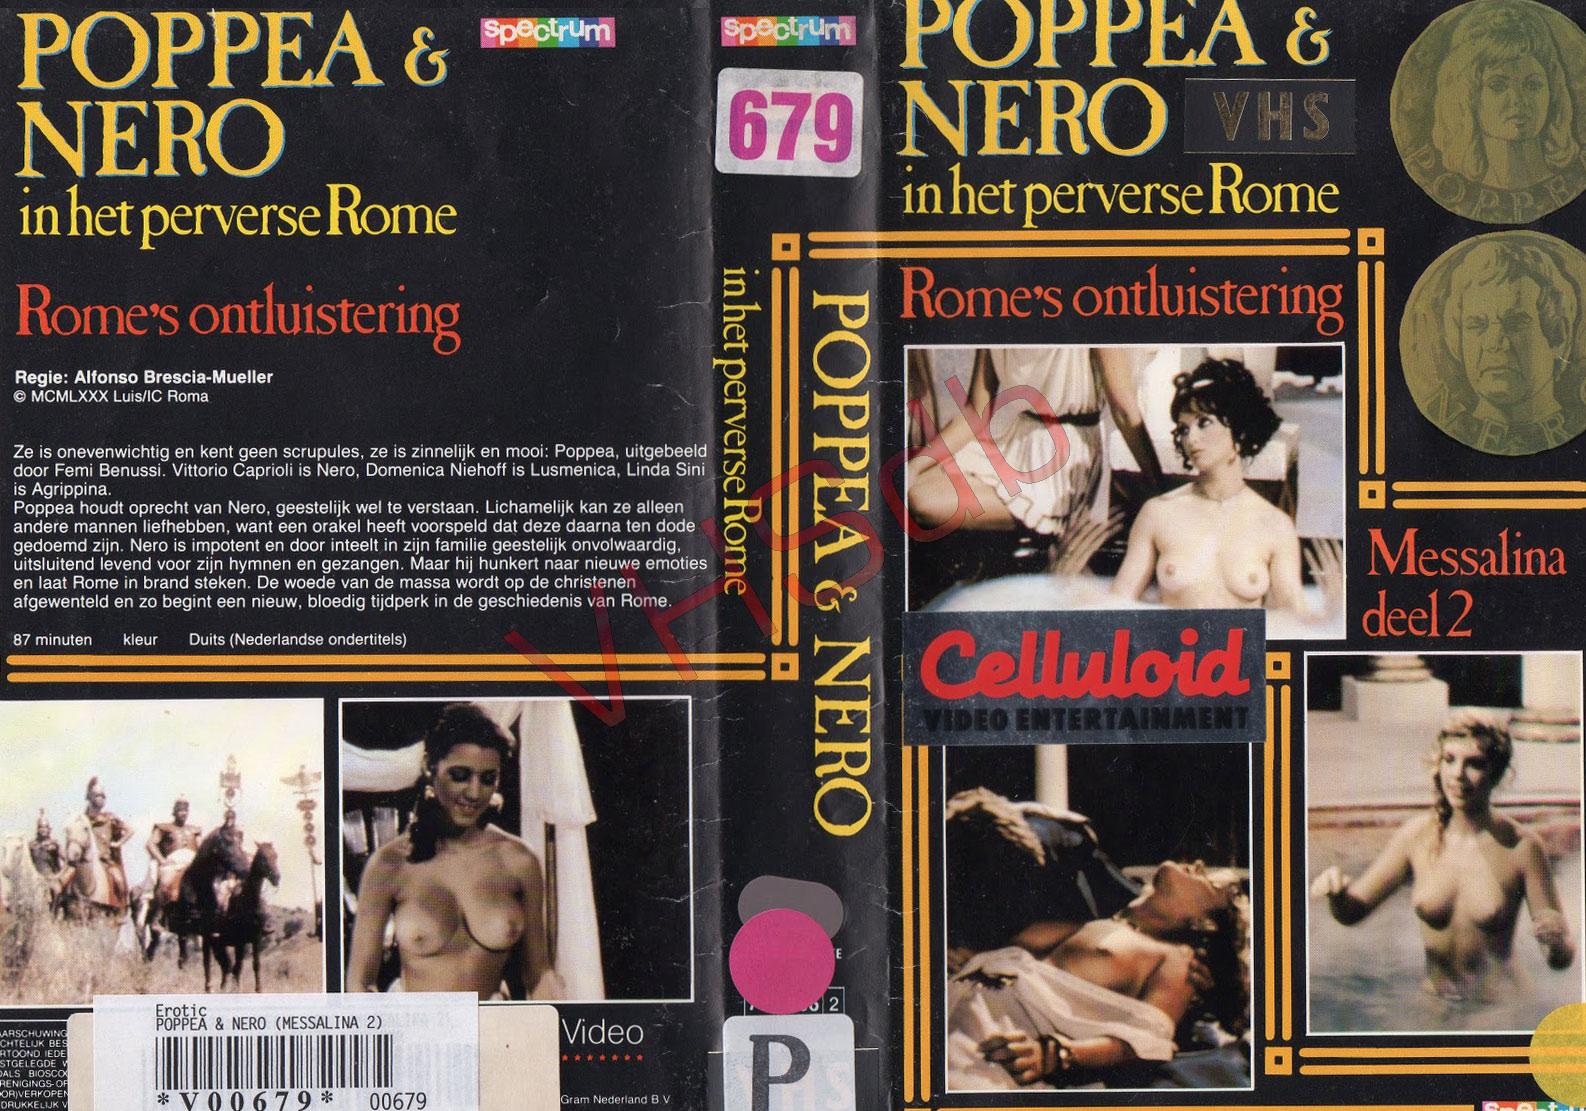 POPPEA &
NERO
in het perverse Rome
Rome's ontluistering
Regie: Alfonso Brescia-Mueller
© MCMLXXX Luis/IC Roma
Ze is onevenwichtig en kent geen scrupules, ze is zinnelijk en mooi: Poppea, uitgebeeld
door Femi Benussi. Vittorio Caprioli is Nero, Domenica Niehoff is Lusmenica, Linda Sini
is Agrippina.
Poppea houdt oprecht van Nero, geestelijk wel te verstaan. Lichamelijk kan ze alleen
andere mannen liefhebben, want een orakel heeft voorspeld dat deze daarna ten dode
gedoemd zijn. Nero is impotent en door inteelt in zijn familie geestelijk onvolwaardig,
uitsluitend levend voor zijn hymnen en gezangen. Maar hij hunkert naar nieuwe emoties
en laat Rome in brand steken. De woede van de massa wordt op de christenen
afgewenteld en zo begint een nieuw, bloedig tijdperk in de geschiedenis van Rome.
87 minuten kleur Duits (Nederlandse ondertitels)
Erotic
POPPEA & NERO (MESSALINA 2)
*V00679* 00679
Video
Gram Nederland B.V.
spectrum
spectrum
679
in het perverse Rome
POPPEA & NERO
2
P
POPPEA &
NERO
VHS
in het perverse Rome
Rome's ontluistering
POPPEA
NERO
Messalina
deel 2
Celluloid
VIDEO ENTERTAINMENT
VHSdb